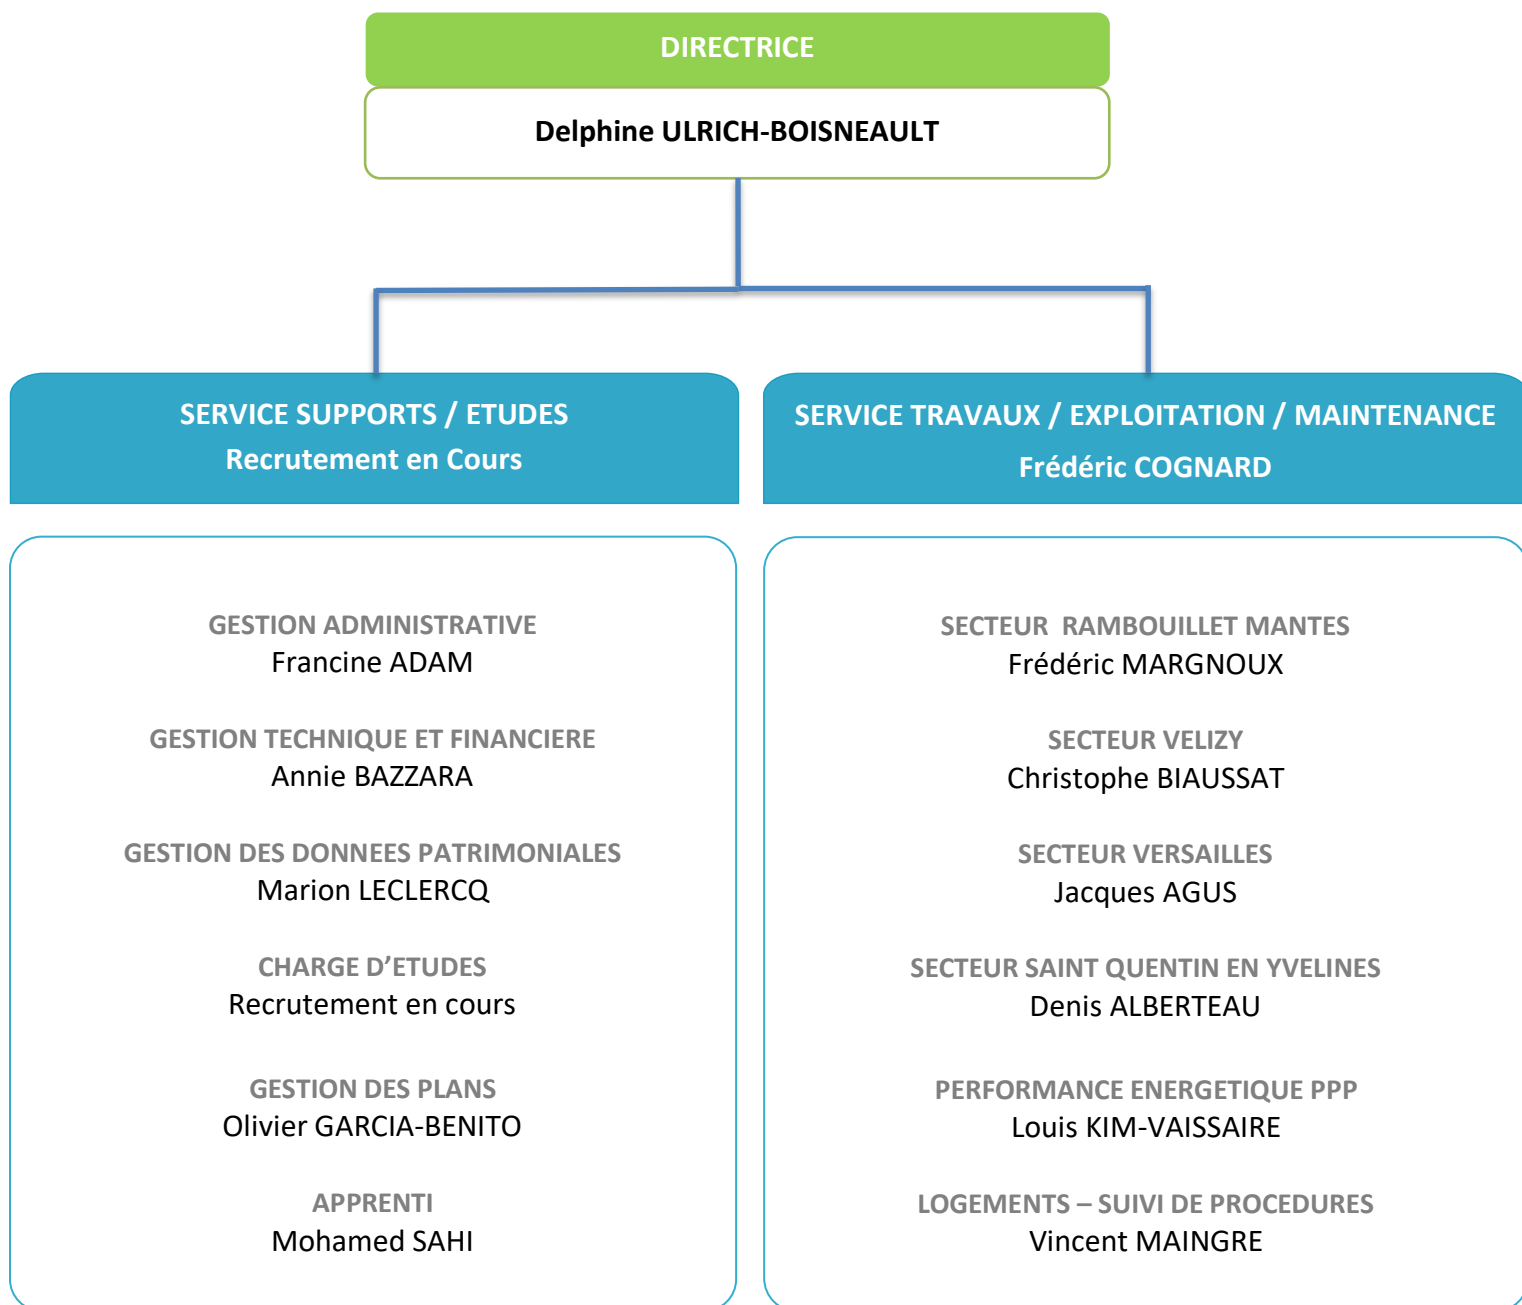 DIRECTRICE
Delphine ULRICH-BOISNEAULT
SERVICE SUPPORTS / ETUDES
Recrutement en Cours
GESTION ADMINISTRATIVE
Francine ADAM
GESTION TECHNIQUE ET FINANCIERE
Annie BAZZARA
GESTION DES DONNEES PATRIMONIALES
Marion LECLERCQ
CHARGE D’ETUDES
Recrutement en cours
GESTION DES PLANS
Olivier GARCIA-BENITO
APPRENTI
Mohamed SAHI
SERVICE TRAVAUX / EXPLOITATION / MAINTENANCE
Frédéric COGNARD
SECTEUR RAMBOUILLET MANTES
Frédéric MARGNOUX
SECTEUR VELIZY
Christophe BIAUSSAT
SECTEUR VERSAILLES
Jacques AGUS
SECTEUR SAINT QUENTIN EN YVELINES
Denis ALBERTEAU
PERFORMANCE ENERGETIQUE PPP
Louis KIM-VAISSAIRE
LOGEMENTS – SUIVI DE PROCEDURES
Vincent MAINGRE